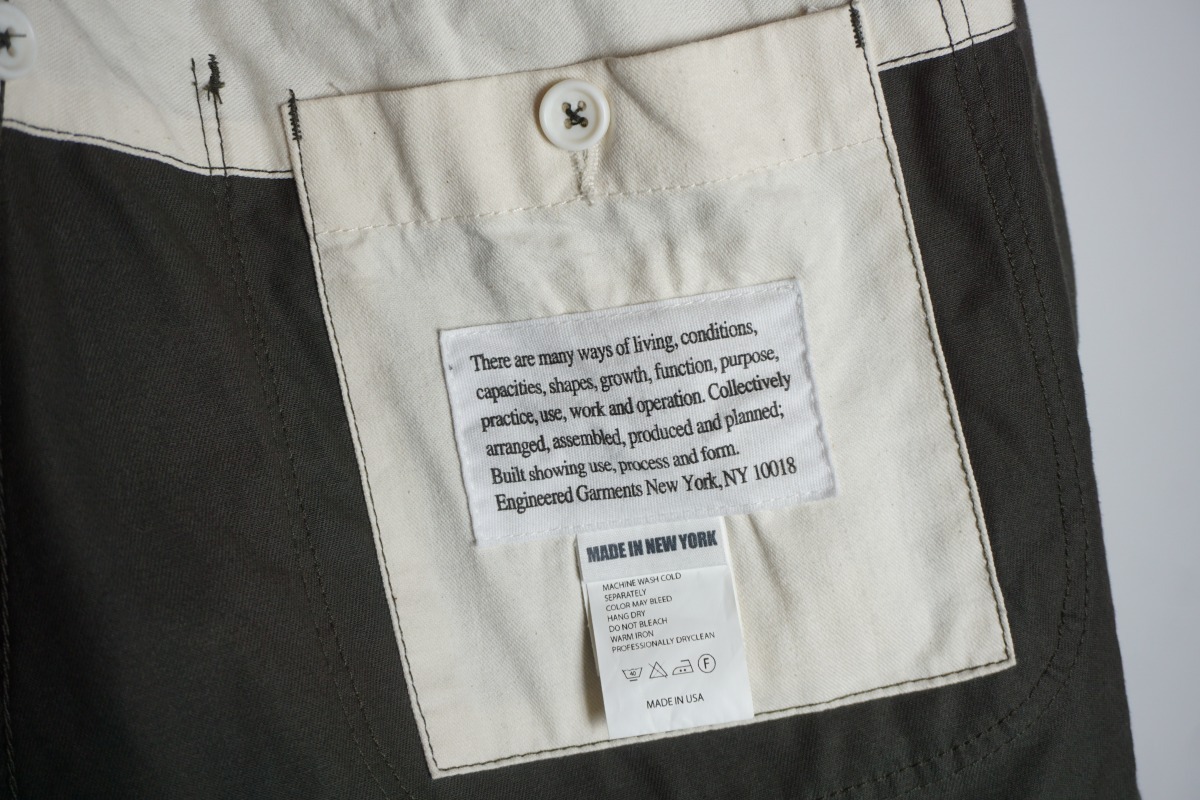 There are many ways of living, conditions,
capacities, shapes, growth, function, purpose,
practice, use, work and operation. Collectively
arranged, assembled, produced and planned;
Built showing use, process and form.
Engineered Garments New York, NY 10018
MADE IN NEW YORK
MACHINE WASH COLD
SEPARATELY
COLOR MAY BLEED
HANG DRY
DO NOT BLEACH
WARM IRON
PROFESSIONALLY DRYCLEAN
40 F
MADE IN USA